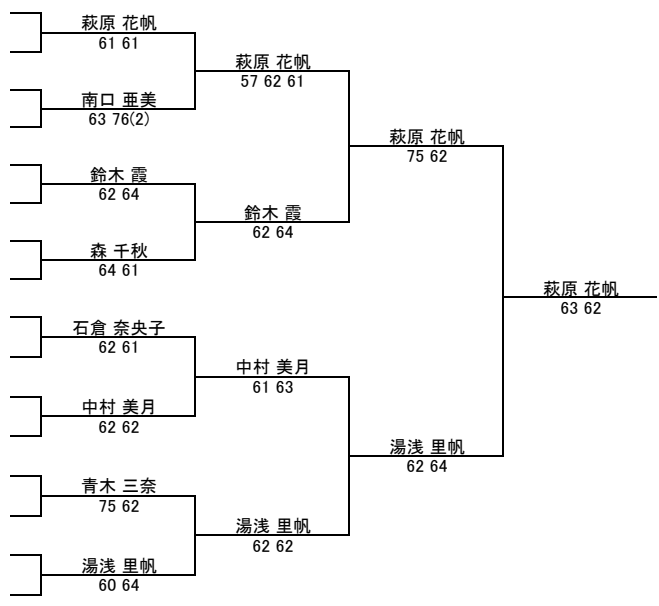 萩原 花帆
61 61
南口 亜美
63 76(2)
鈴木 霞
62 64
森 千秋
64 61
石倉 奈央子
62 61
中村 美月
62 62
青木 三奈
75 62
湯浅 里帆
60 64
萩原 花帆
57 62 61
鈴木 霞
62 64
中村 美月
61 63
湯浅 里帆
62 62
萩原 花帆
75 62
湯浅 里帆
62 64
萩原 花帆
63 62